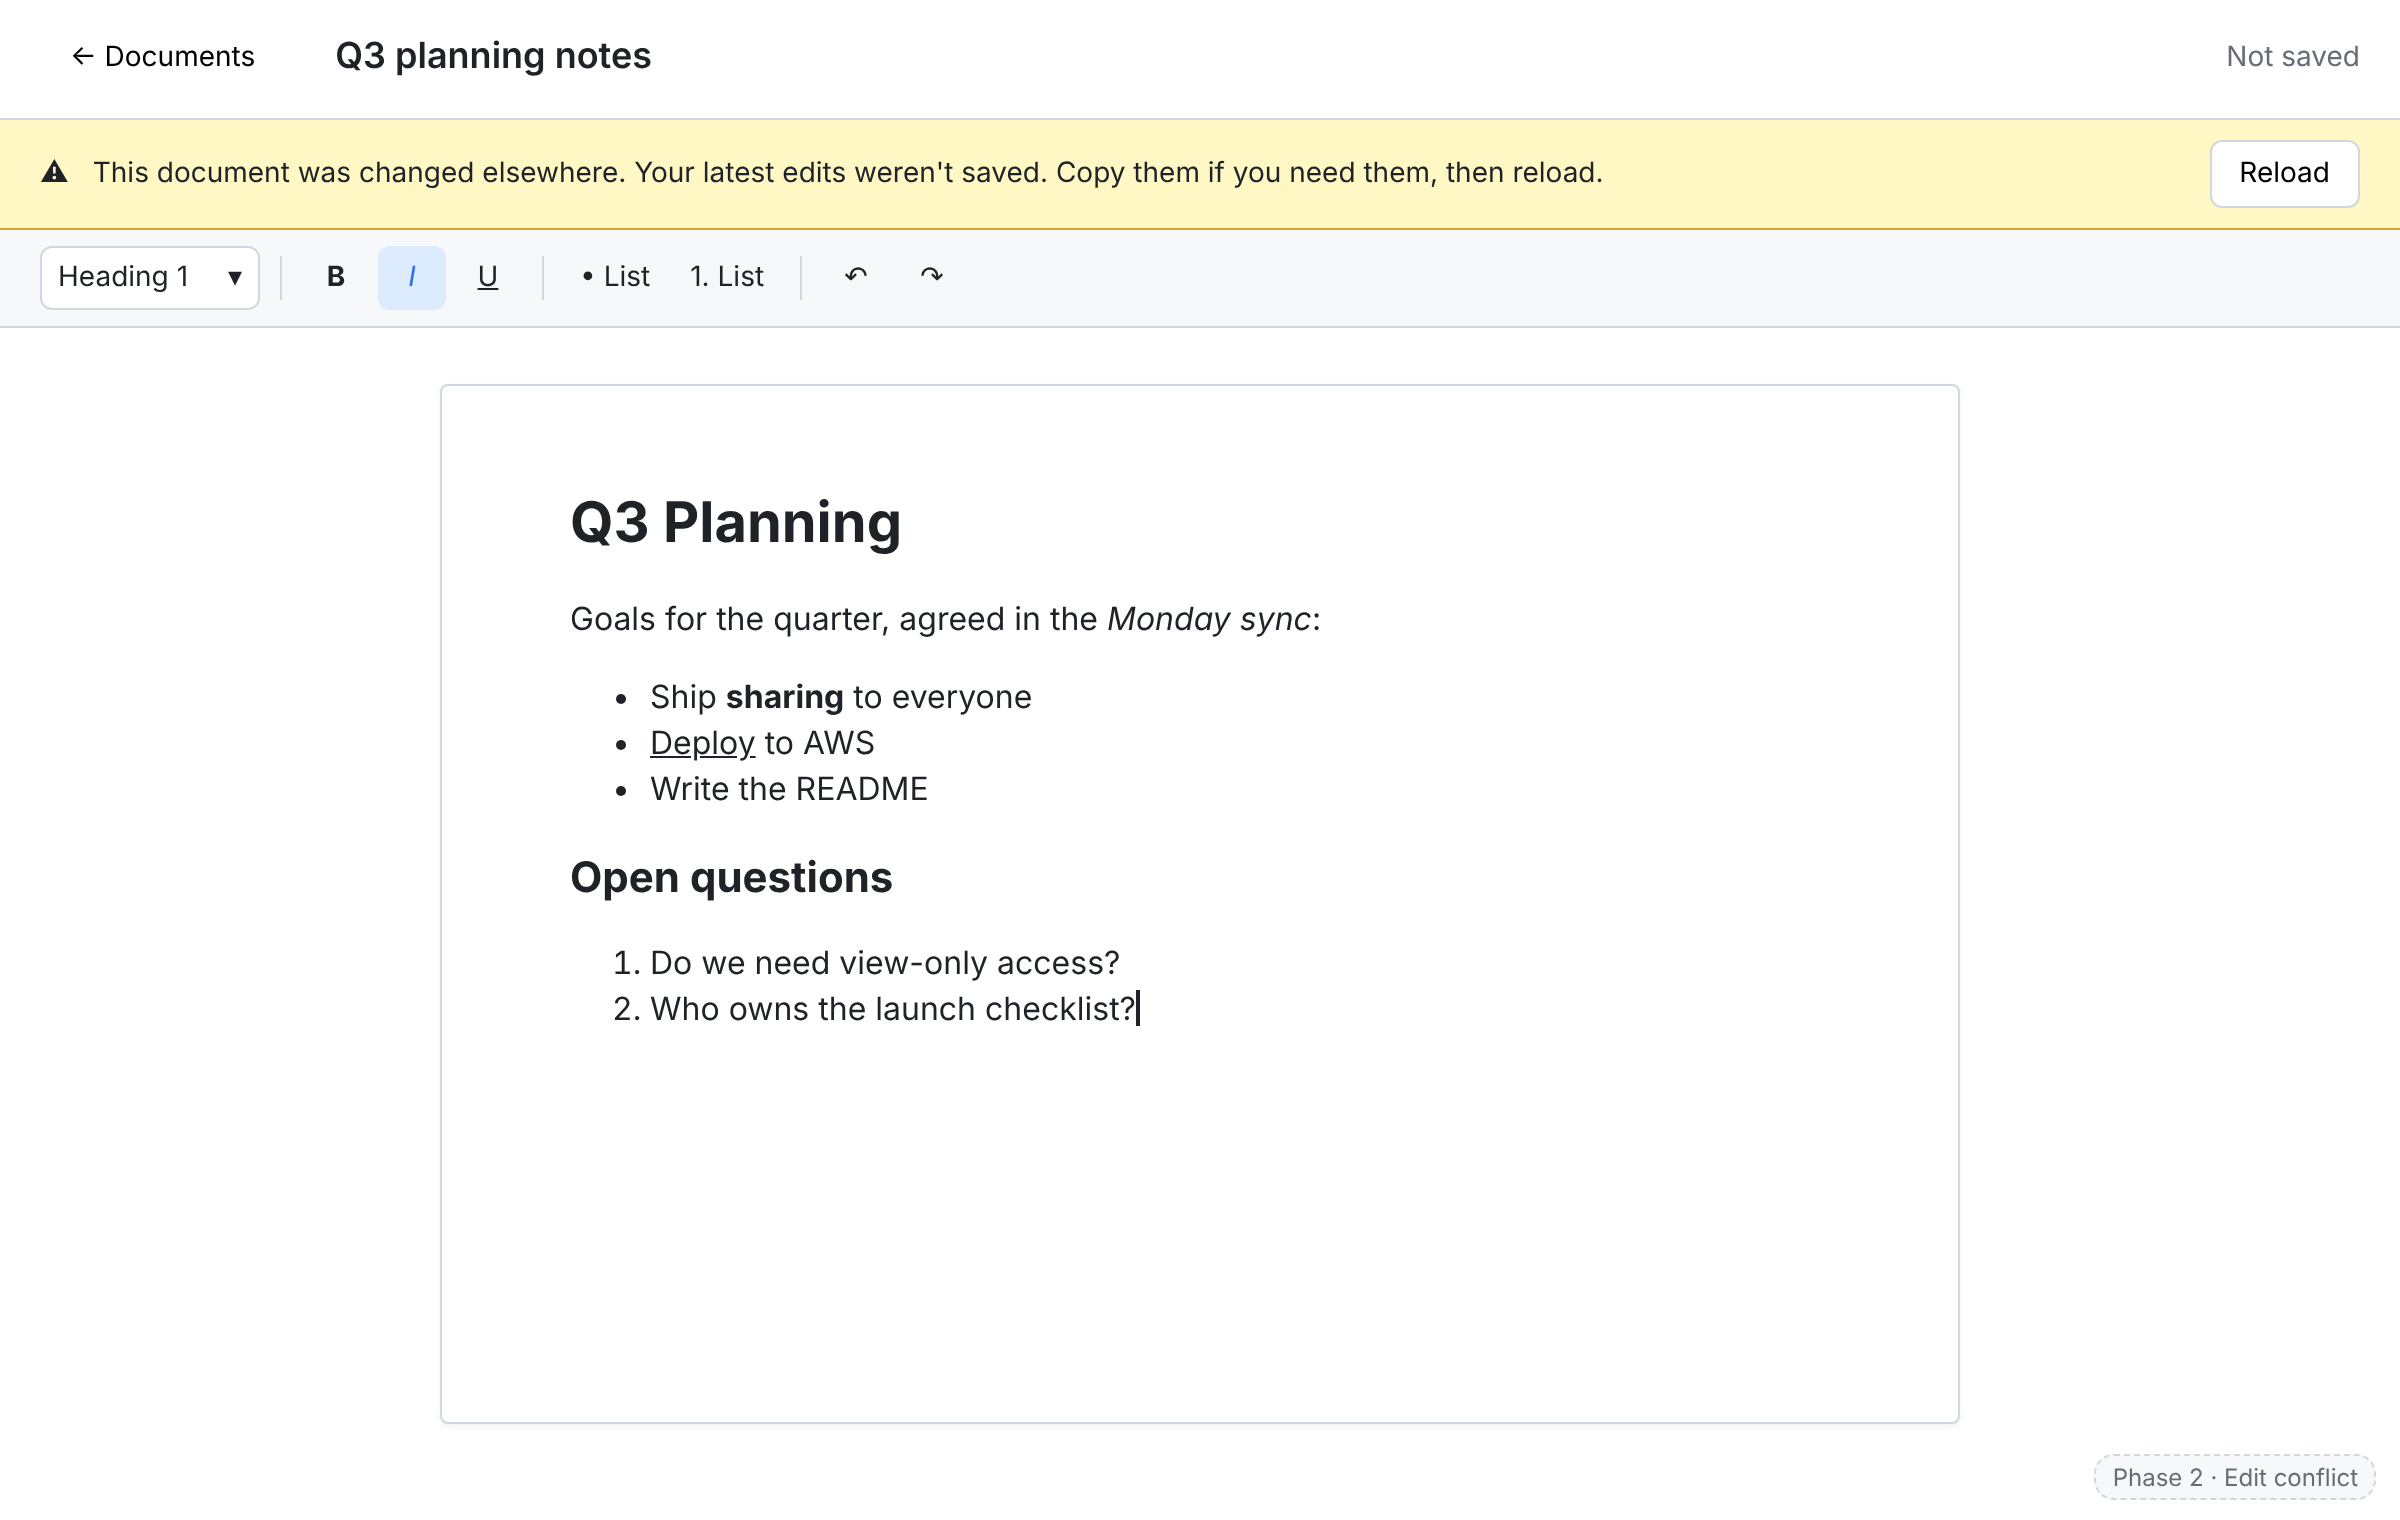 ← Documents
Q3 planning notes
Not saved
This document was changed elsewhere. Your latest edits weren't saved. Copy them if you need them, then reload.
Reload
Heading 1 ▾
B
I
U
• List
1. List
↶
↷
Q3 Planning
Goals for the quarter, agreed in the Monday sync:
• Ship sharing to everyone
• Deploy to AWS
• Write the README
Open questions
1. Do we need view-only access?
2. Who owns the launch checklist?
Phase 2 · Edit conflict